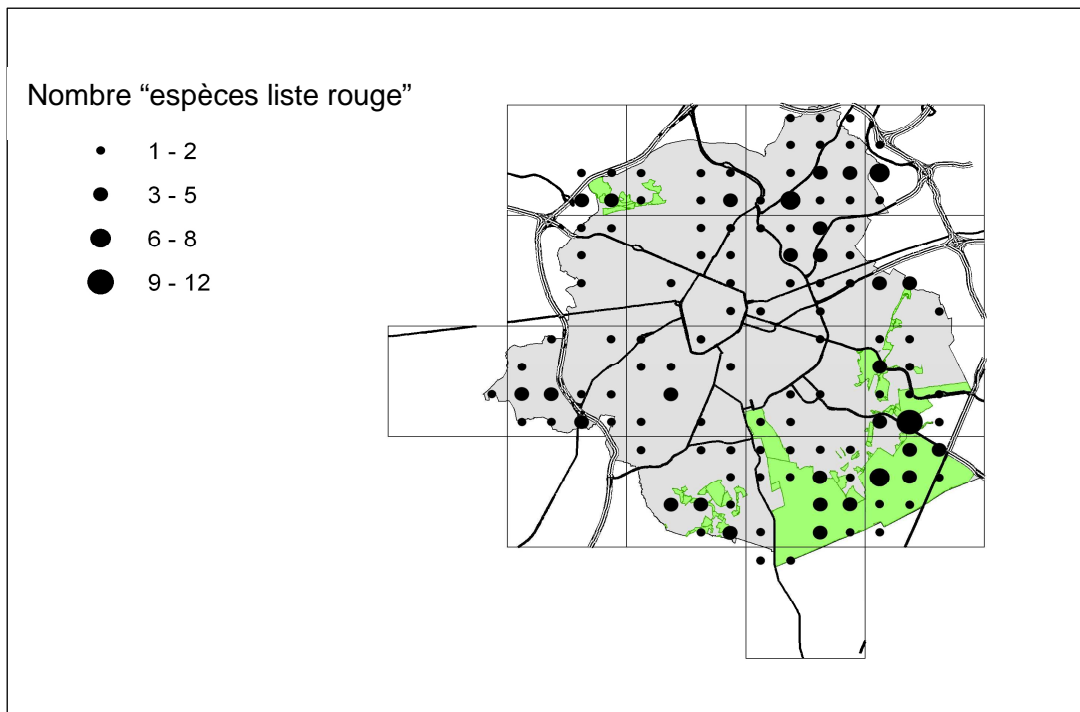 Nombre “espèces liste rouge”
1 - 2
3 - 5
6 - 8
9 - 12